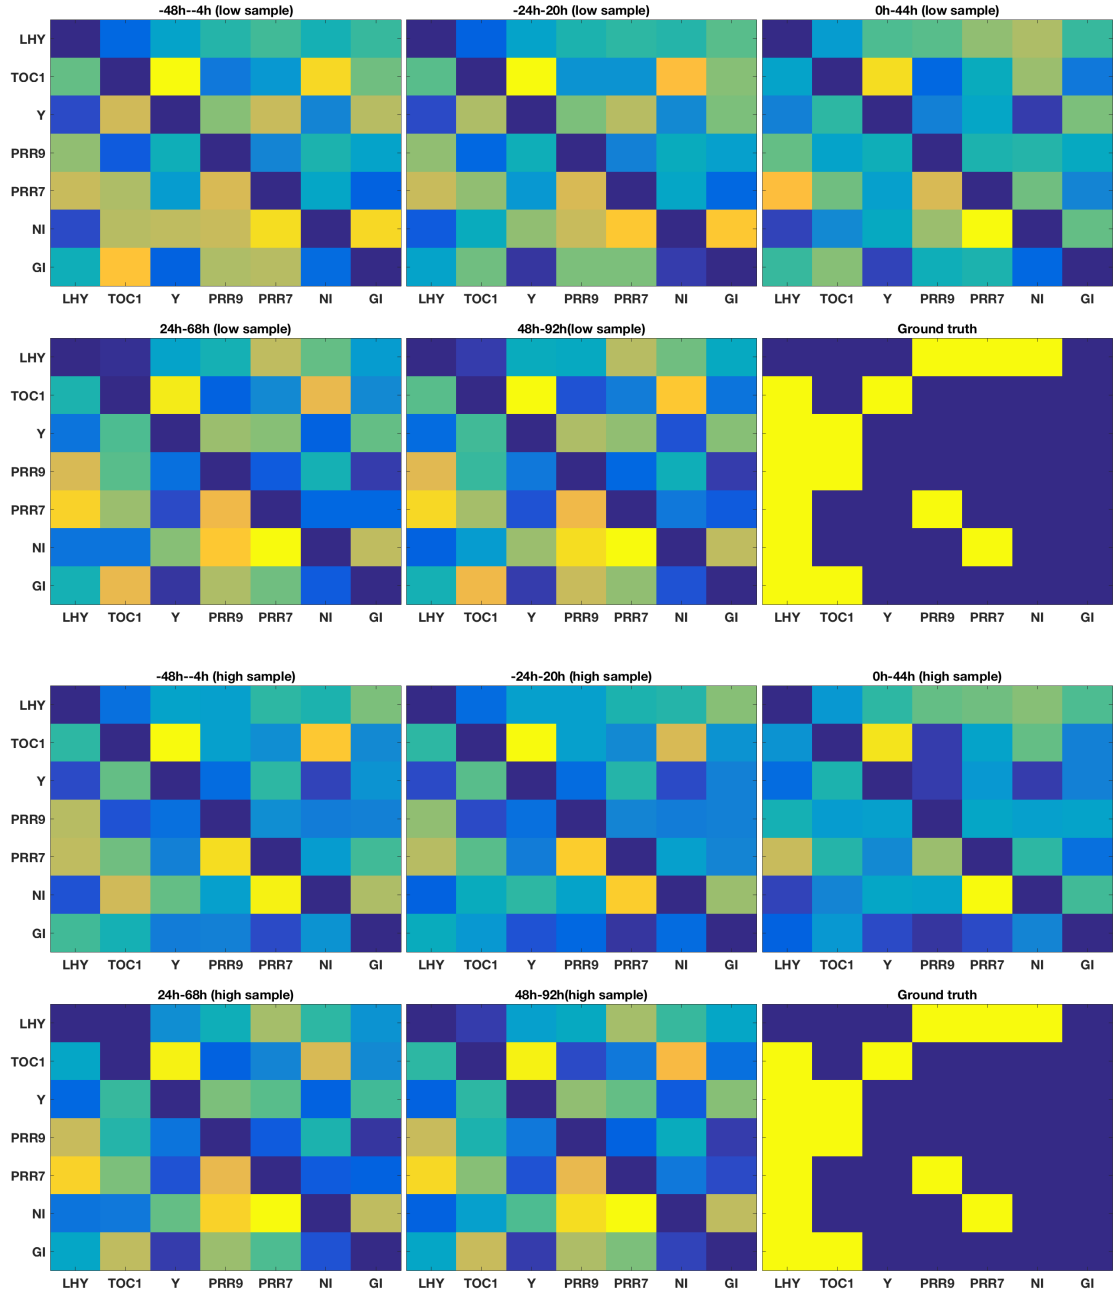 -48h--4h (low sample) -24h-20h (low sample) 0h-44h (low sample)
LHY
TOC1
Y
PRR9
PRR7
NI
GI
LHY TOC1 Y PRR9 PRR7 NI GI LHY TOC1 Y PRR9 PRR7 NI GI LHY TOC1 Y PRR9 PRR7 NI GI
24h-68h (low sample) 48h-92h(low sample) Ground truth
LHY
TOC1
Y
PRR9
PRR7
NI
GI
LHY TOC1 Y PRR9 PRR7 NI GI LHY TOC1 Y PRR9 PRR7 NI GI LHY TOC1 Y PRR9 PRR7 NI GI
-48h--4h (high sample) -24h-20h (high sample) 0h-44h (high sample)
LHY
TOC1
Y
PRR9
PRR7
NI
GI
LHY TOC1 Y PRR9 PRR7 NI GI LHY TOC1 Y PRR9 PRR7 NI GI LHY TOC1 Y PRR9 PRR7 NI GI
24h-68h (high sample) 48h-92h(high sample) Ground truth
LHY
TOC1
Y
PRR9
PRR7
NI
GI
LHY TOC1 Y PRR9 PRR7 NI GI LHY TOC1 Y PRR9 PRR7 NI GI LHY TOC1 Y PRR9 PRR7 NI GI